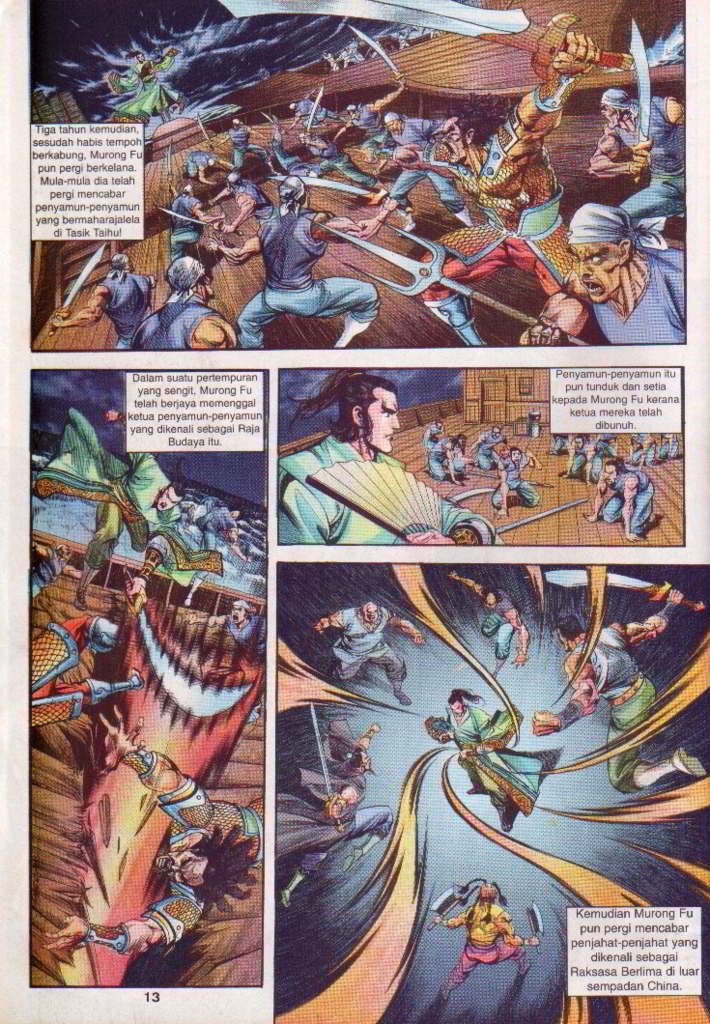 Tiga tahun kemudian,
sesudah habis tempoh
berkabung, Murong Fu
pun pergi berkelana.
Mula-mula dia telah
pergi mencabar
penyamun-penyamun
yang bermaharajalela
di Tasik Taihu!
Dalam suatu pertempuran
yang sengit, Murong Fu
telah berjaya memenggal
ketua penyamun-penyamun
yang dikenali sebagai Raja
Budaya itu.
Penyamun-penyamun itu
pun tunduk dan setia
kepada Murong Fu kerana
ketua mereka telah
dibunuh.
Kemudian Murong Fu
pun pergi mencabar
penjahat-penjahat yang
dikenali sebagai
Raksasa Berlima di luar
sempadan China.
13